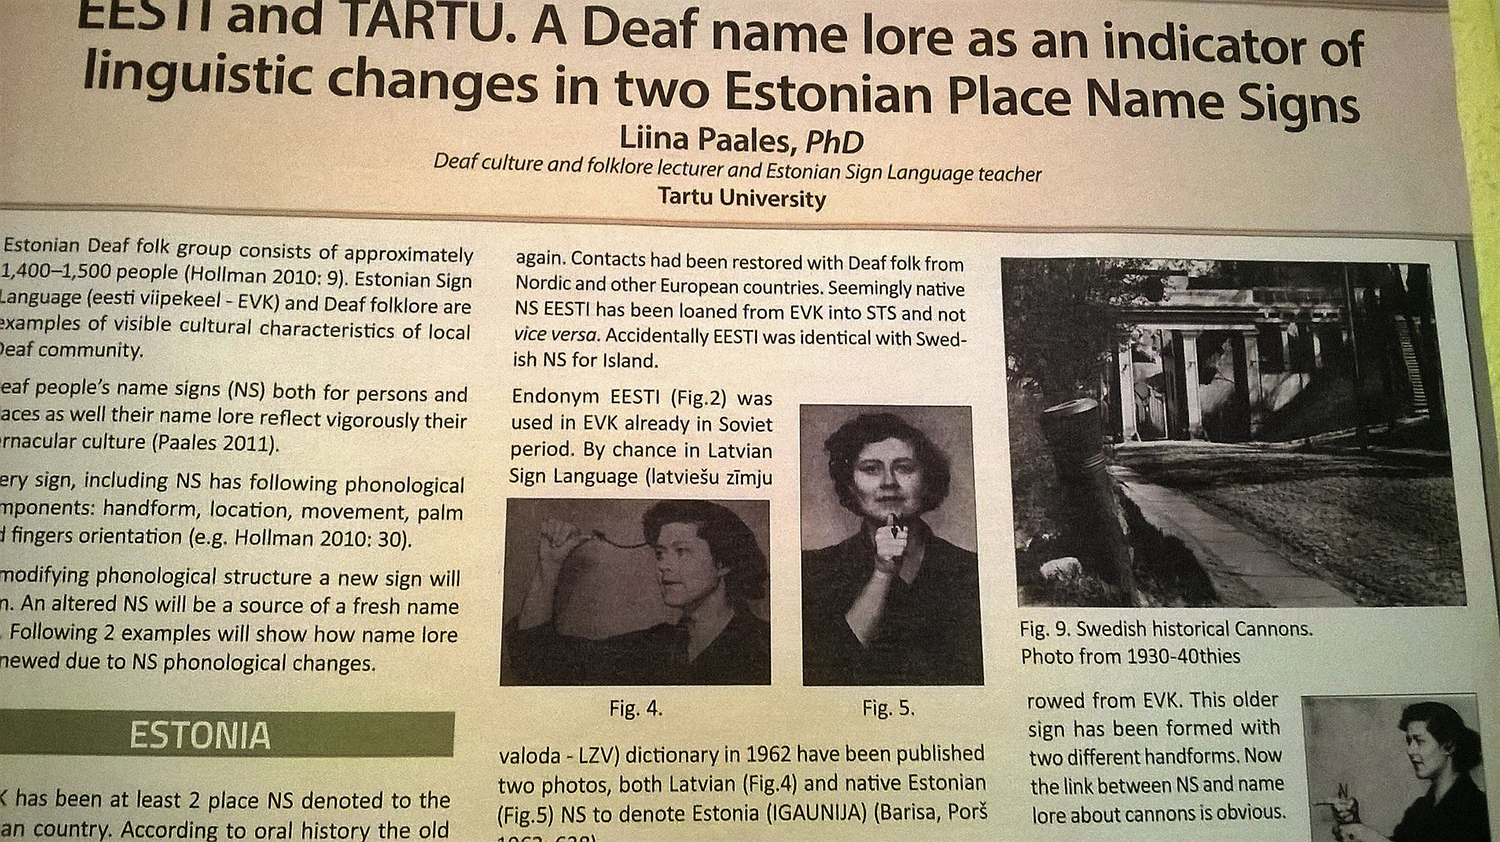 EESTI and TARTU. A Deaf name lore as an indicator of
linguistic changes in two Estonian Place Name Signs
Liina Paales, PhD
Deaf culture and folklore lecturer and Estonian Sign Language teacher
Tartu University
Estonian Deaf folk group consists of approximately
1,400–1,500 people (Hollman 2010: 9). Estonian Sign
Language (eesti viipekeel - EVK) and Deaf folklore are
examples of visible cultural characteristics of local
Deaf community.
eaf people's name signs (NS) both for persons and
aces as well their name lore reflect vigorously their
rnacular culture (Paales 2011).
ery sign, including NS has following phonological
mponents: handform, location, movement, palm
d fingers orientation (e.g. Hollman 2010: 30).
modifying phonological structure a new sign will
n. An altered NS will be a source of a fresh name
. Following 2 examples will show how name lore
newed due to NS phonological changes.
ESTONIA
K has been at least 2 place NS denoted to the
an country. According to oral history the old
again. Contacts had been restored with Deaf folk from
Nordic and other European countries. Seemingly native
NS EESTI has been loaned from EVK into STS and not
vice versa. Accidentally EESTI was identical with Swed-
ish NS for Island.
Endonym EESTI (Fig.2) was
used in EVK already in Soviet
period. By chance in Latvian
Sign Language (latviešu zīmju
Fig. 4.
Fig. 5.
valoda - LZV) dictionary in 1962 have been published
two photos, both Latvian (Fig.4) and native Estonian
(Fig.5) NS to denote Estonia (IGAUNIJA) (Barisa, Porš
Fig. 9. Swedish historical Cannons.
Photo from 1930-40thies
rowed from EVK. This older
sign has been formed with
two different handforms. Now
the link between NS and name
lore about cannons is obvious.
N